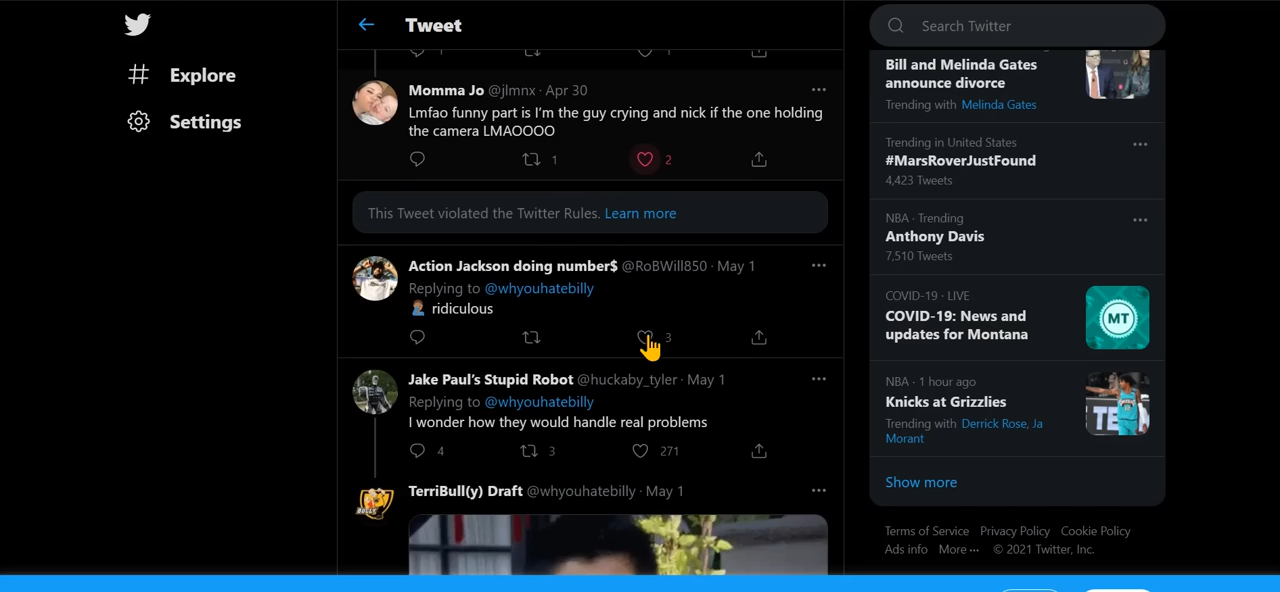 Tweet
Explore
Settings
1
1
Momma Jo @jlmnx · Apr 30
Lmfao funny part is I'm the guy crying and nick if the one holding
the camera LMAOOOO
1
2
This Tweet violated the Twitter Rules. Learn more
Action Jackson doing number$ @RoBWill850 · May 1
Replying to @whyouhatebilly
ridiculous
3
Jake Paul's Stupid Robot @huckaby_tyler · May 1
Replying to @whyouhatebilly
I wonder how they would handle real problems
4
3
271
TerriBull(y) Draft @whyouhatebilly · May 1
Search Twitter
Bill and Melinda Gates
announce divorce
Trending with Melinda Gates
Trending in United States
#MarsRoverJustFound
4,423 Tweets
NBA · Trending
Anthony Davis
7,510 Tweets
COVID-19 · LIVE
COVID-19: News and
updates for Montana
MT
NBA · 1 hour ago
Knicks at Grizzlies
Trending with Derrick Rose, Ja
Morant
Show more
Terms of Service Privacy Policy Cookie Policy
Ads info More ··· © 2021 Twitter, Inc.